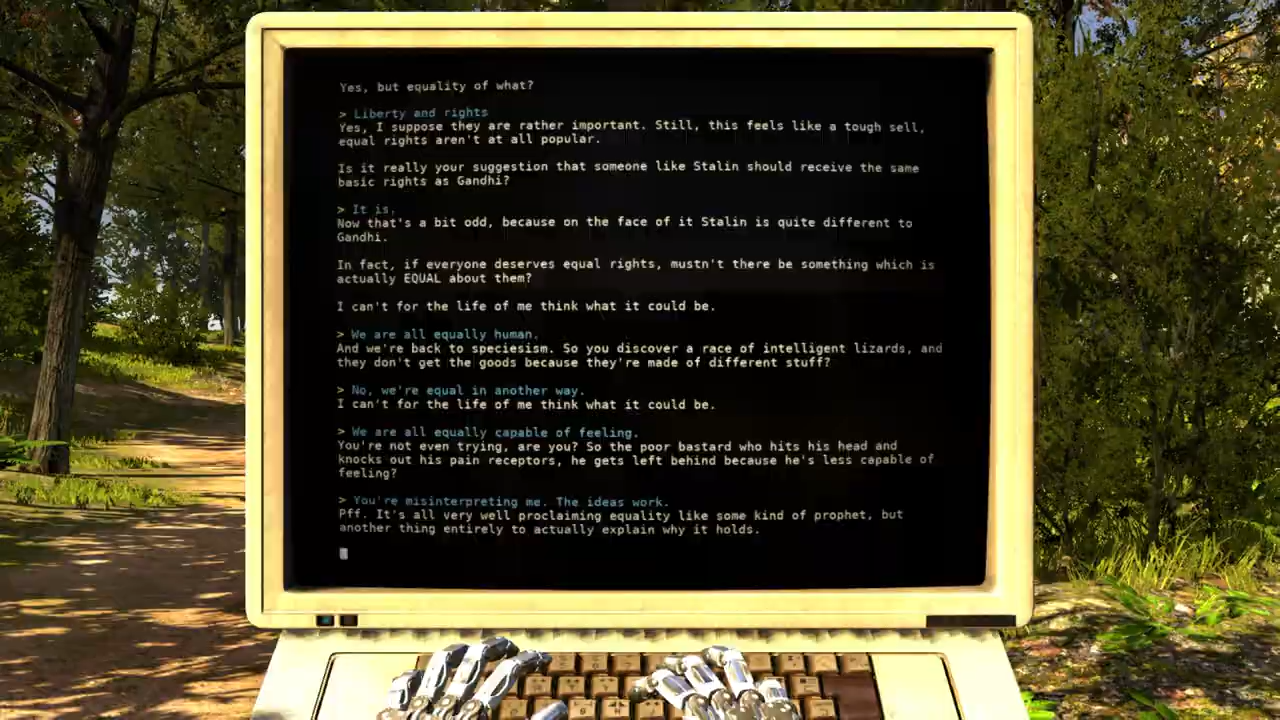 Yes, but equality of what?
> Liberty and rights
Yes, I suppose they are rather important. Still, this feels like a tough sell,
equal rights aren't at all popular.
Is it really your suggestion that someone like Stalin should receive the same
basic rights as Gandhi?
> It is.
Now that's a bit odd, because on the face of it Stalin is quite different to
Gandhi.
In fact, if everyone deserves equal rights, mustn't there be something which is
actually EQUAL about them?
I can't for the life of me think what it could be.
> We are all equally human.
And we're back to speciesism. So you discover a race of intelligent lizards, and
they don't get the goods because they're made of different stuff?
> No, we're equal in another way.
I can't for the life of me think what it could be.
> We are all equally capable of feeling.
You're not even trying, are you? So the poor bastard who hits his head and
knocks out his pain receptors, he gets left behind because he's less capable of
feeling?
> You're misinterpreting me. The ideas work.
Pff. It's all very well proclaiming equality like some kind of prophet, but
another thing entirely to actually explain why it holds.